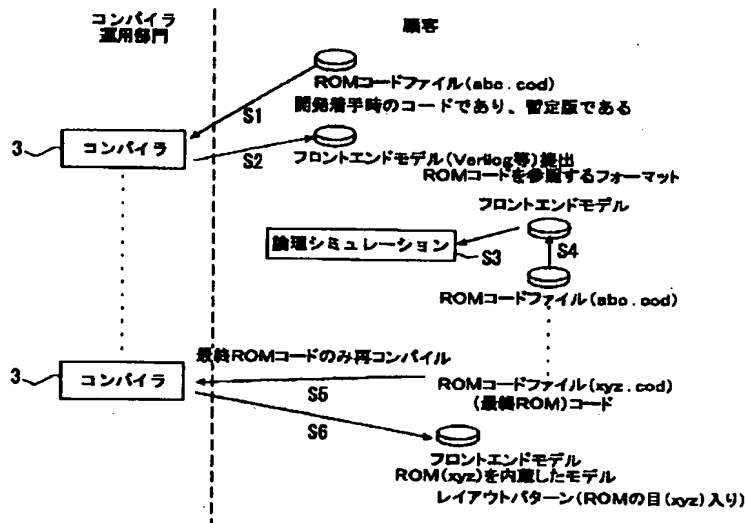 コンパイラ
運用部門
顧客
ROMコードファイル(abc.cod)
開発着手時のコードであり、暫定版である
S1
3
コンパイラ
S2
フロントエンドモデル(Verilog等)提出
ROMコードを参照するフォーマット
フロントエンドモデル
論理シミュレーション
S3
S4
ROMコードファイル(abc.cod)
最終ROMコードのみ再コンパイル
3
コンパイラ
S5
ROMコードファイル(xyz.cod)
(最終ROM)コード
S6
フロントエンドモデル
ROM(xyz)を内蔵したモデル
レイアウトパターン(ROMの目(xyz)入り)